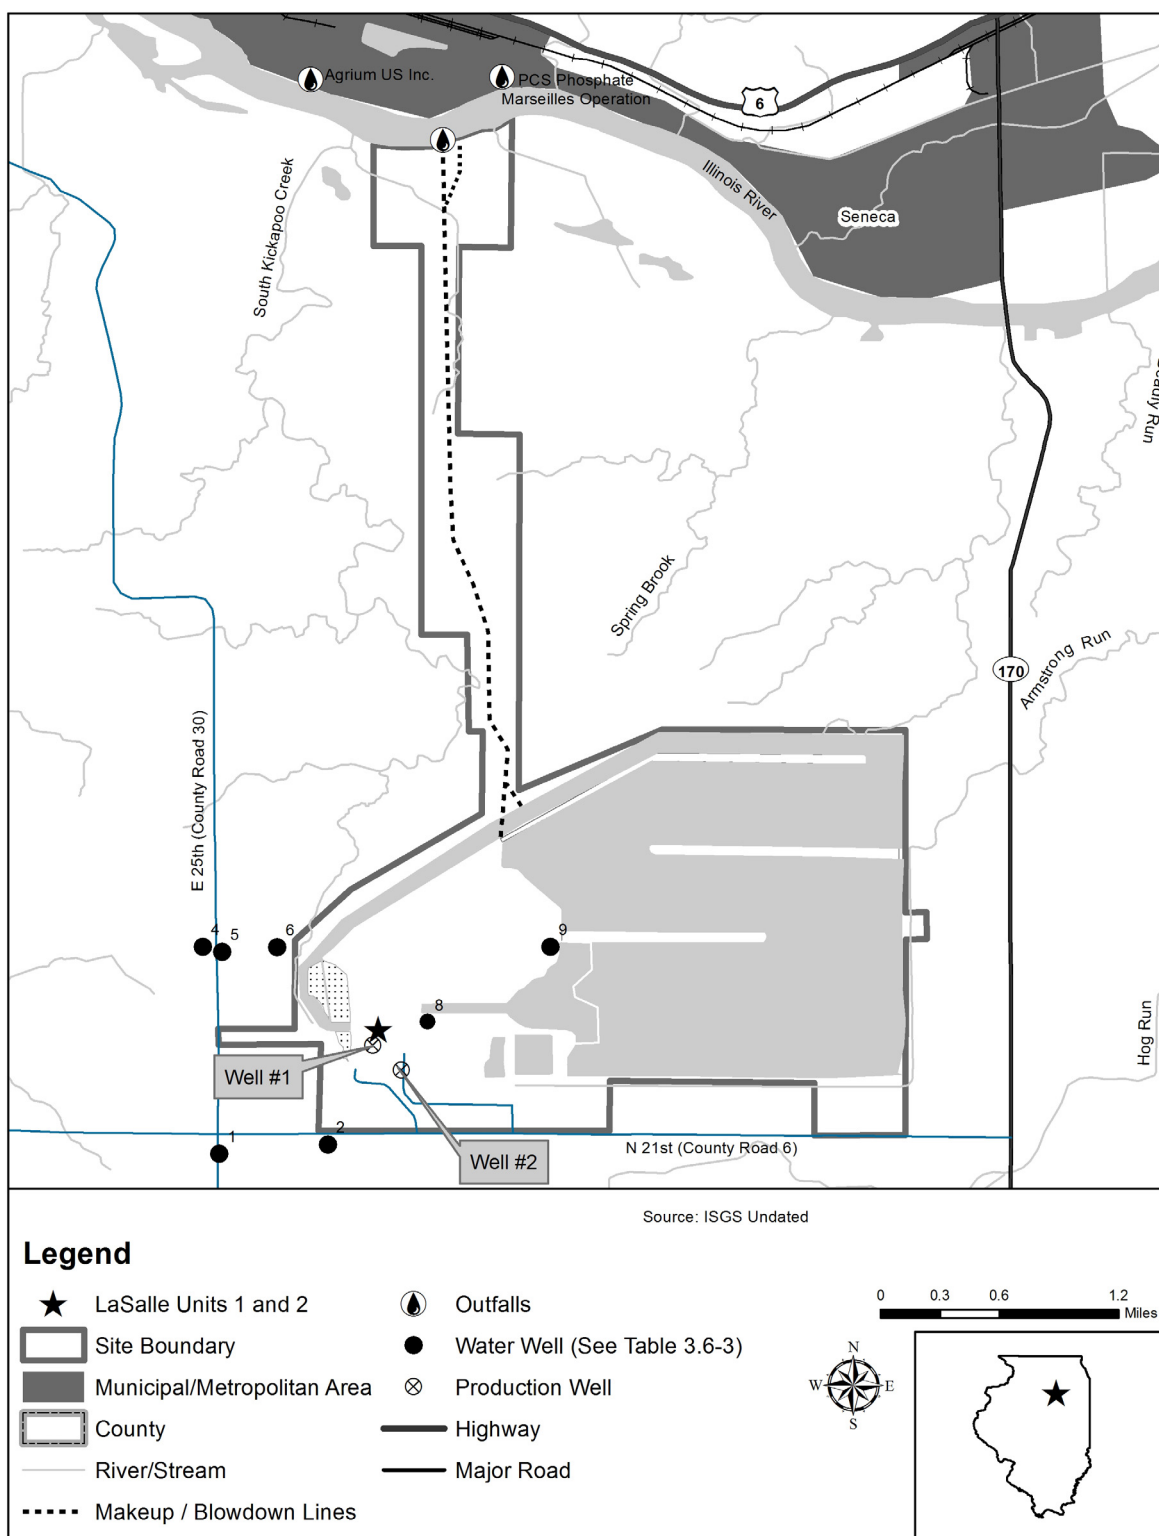 Agrium US Inc.
PCS Phosphate
Marseilles Operation
6
Illinois River
Seneca
South Kickapoo Creek
Run
Spring Brook
170
Armstrong Run
E 25th (County Road 30)
4
5
6
9
8
Hog Run
Well #1
1
2
Well #2
N 21st (County Road 6)
Source: ISGS Undated
Legend
LaSalle Units 1 and 2
Site Boundary
Municipal/Metropolitan Area
County
River/Stream
Makeup / Blowdown Lines
Outfalls
Water Well (See Table 3.6-3)
Production Well
Highway
Major Road
0 0.3 0.6 1.2
Miles
N
W E
S